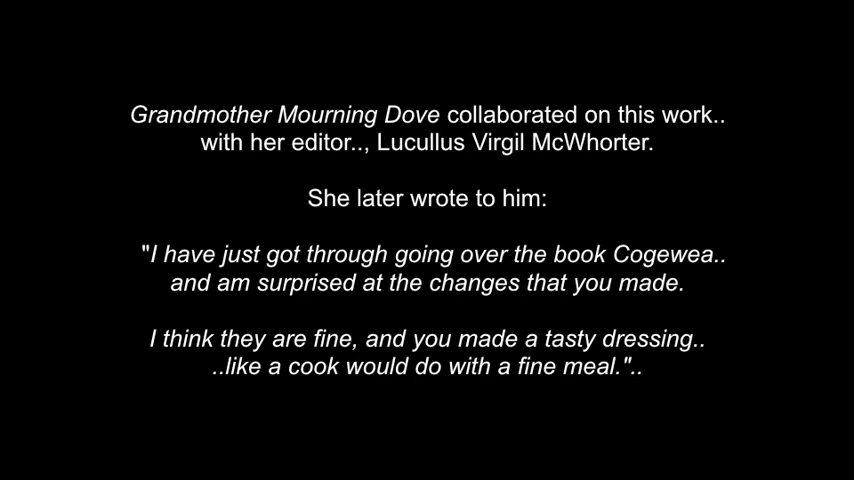 Grandmother Mourning Dove collaborated on this work..
with her editor.., Lucullus Virgil McWhorter.
She later wrote to him:
"I have just got through going over the book Cogewea..
and am surprised at the changes that you made.
I think they are fine, and you made a tasty dressing..
..like a cook would do with a fine meal."..